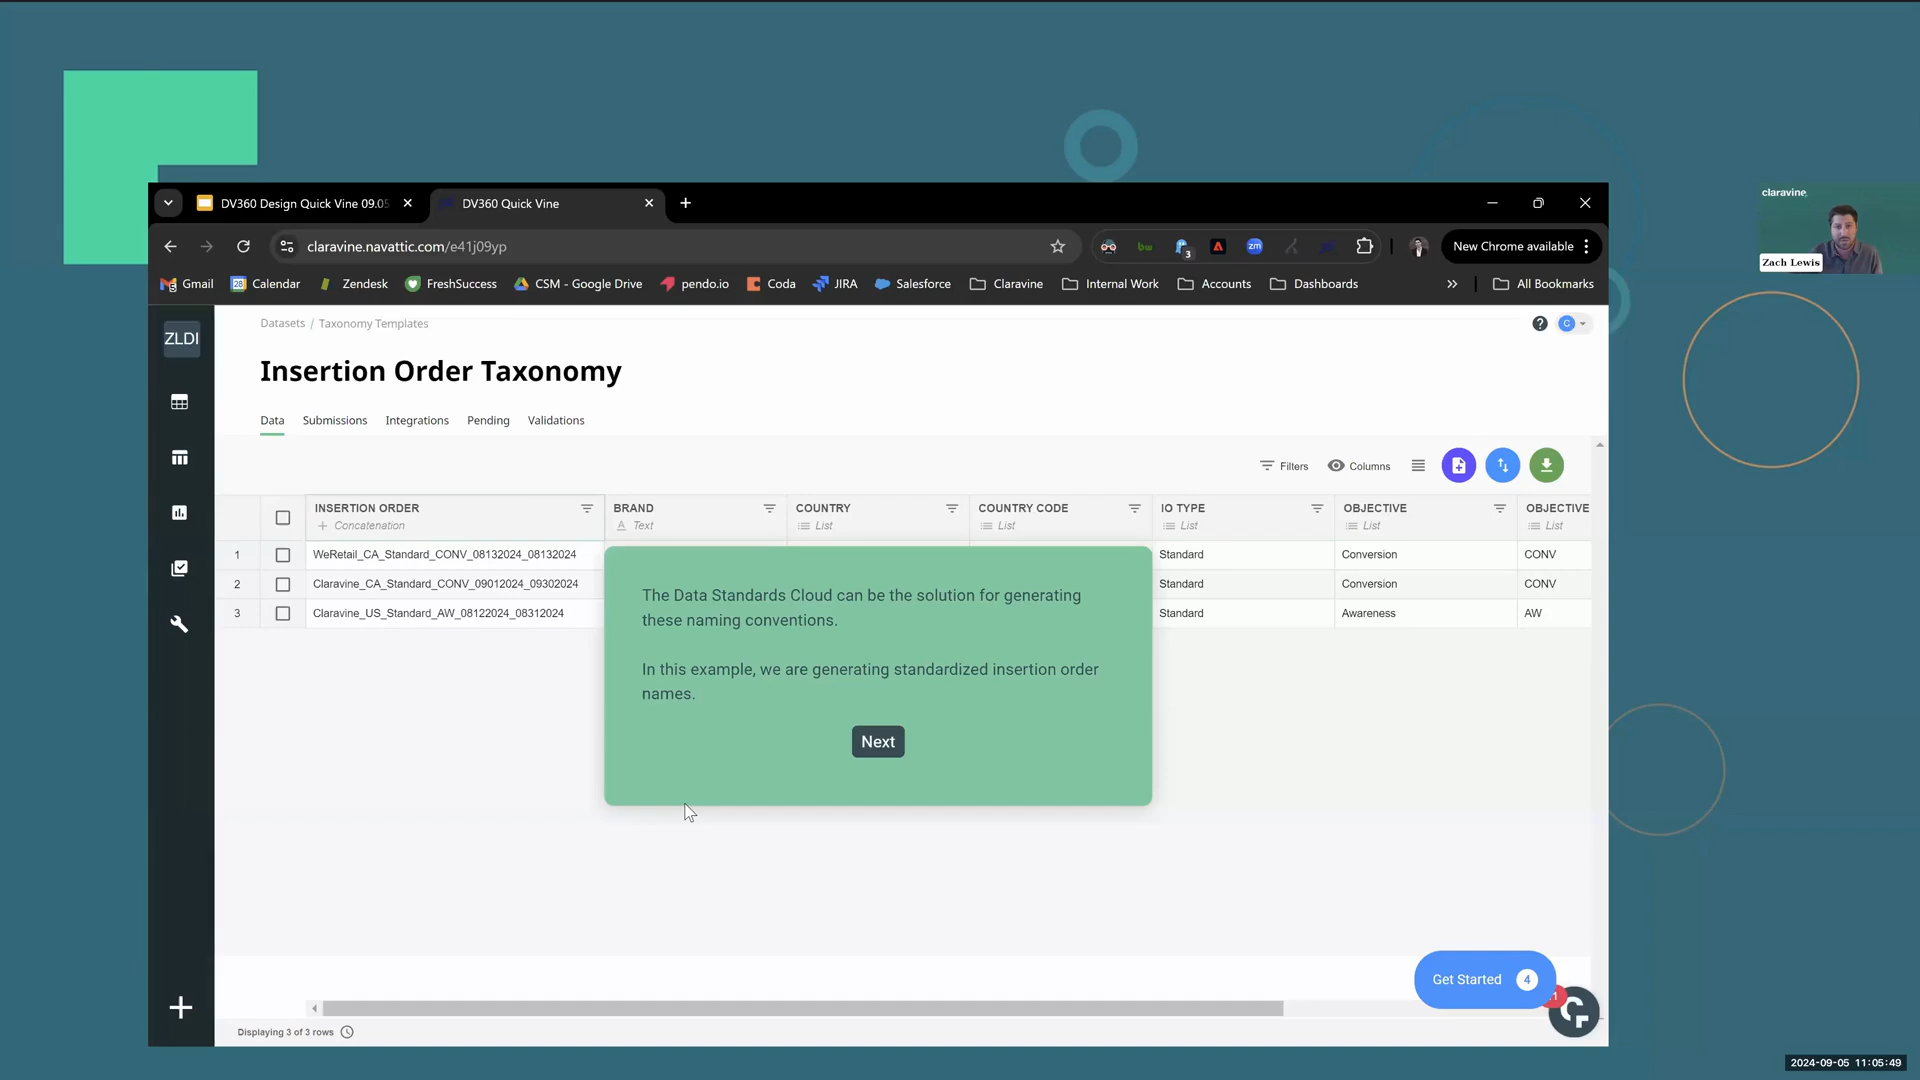 DV360 Design Quick Vine 09.05
DV360 Quick Vine
claravine.navattic.com/e41j09yp
bw
3
A
zm
New Chrome available
Gmail
28
Calendar
Zendesk
FreshSuccess
CSM - Google Drive
pendo.io
Coda
JIRA
Salesforce
Claravine
Internal Work
Accounts
Dashboards
All Bookmarks
claravine
Zach Lewis
ZLDI
Datasets / Taxonomy Templates
? C
Insertion Order Taxonomy
Data Submissions Integrations Pending Validations
Filters Columns
INSERTION ORDER BRAND COUNTRY COUNTRY CODE IO TYPE OBJECTIVE OBJECTIVE
Concatenation A Text List List List List List
1 WeRetail_CA_Standard_CONV_08132024_08132024 Standard Conversion CONV
2 Claravine_CA_Standard_CONV_09012024_09302024 Standard Conversion CONV
3 Claravine_US_Standard_AW_08122024_08312024 Standard Awareness AW
The Data Standards Cloud can be the solution for generating
these naming conventions.
In this example, we are generating standardized insertion order
names.
Next
Get Started 4
Displaying 3 of 3 rows
2024-09-05 11:05:49